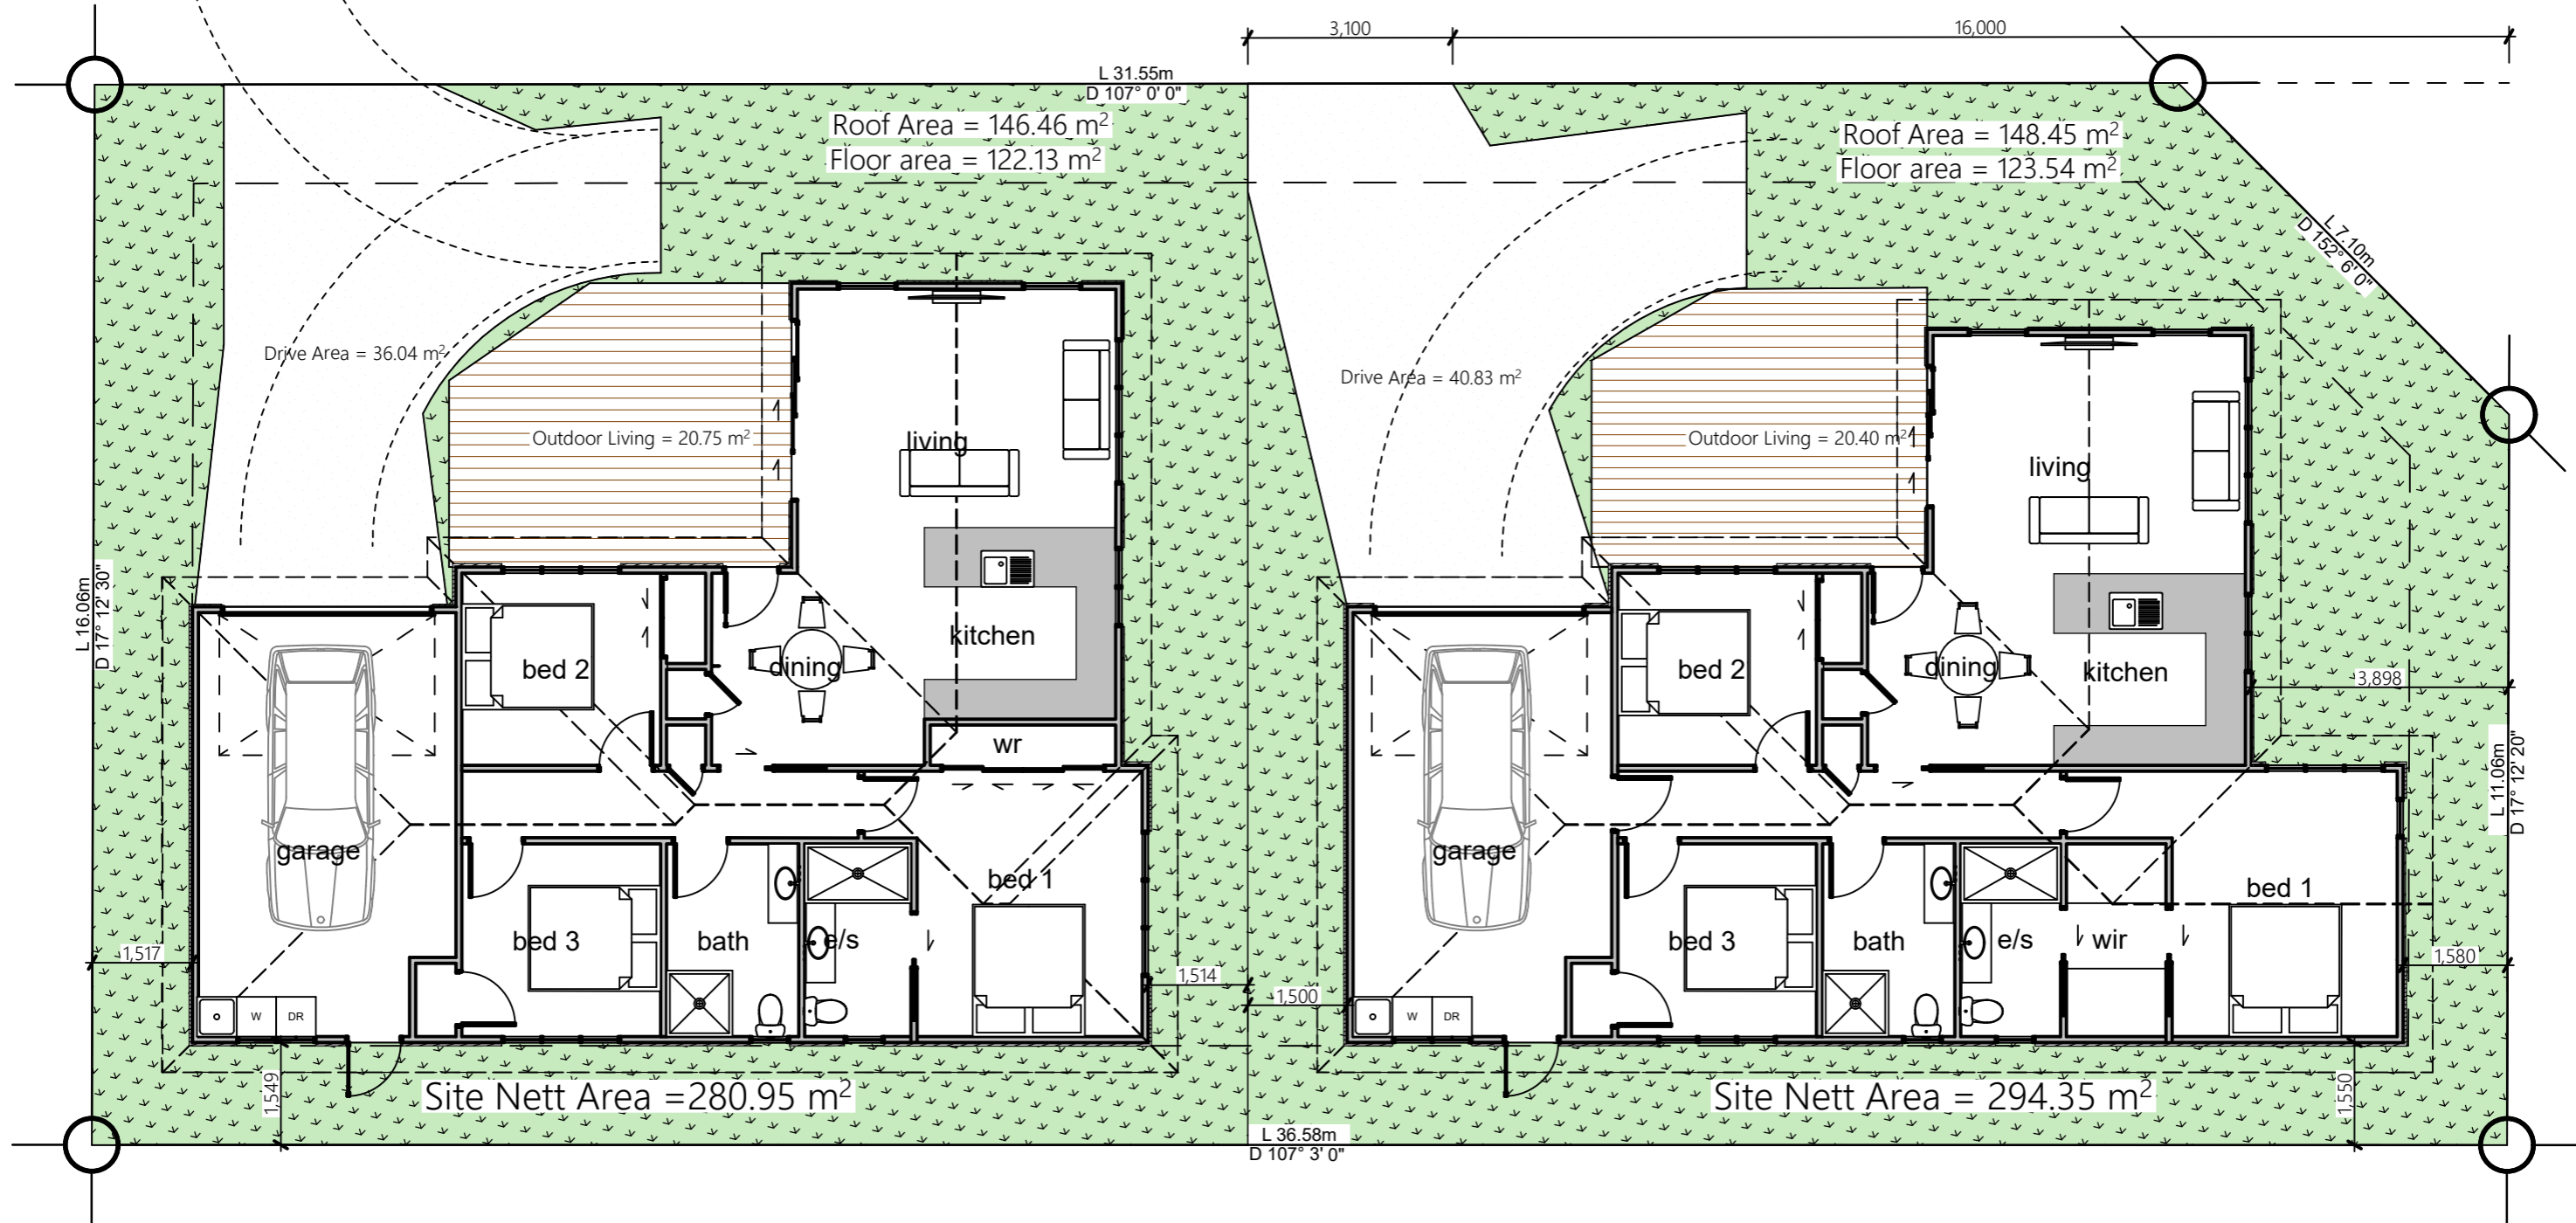 3,100
16,000
L 31.55m
D 107° 0' 0"
Roof Area = 146.46 m²
Floor area = 122.13 m²
Roof Area = 148.45 m²
Floor area = 123.54 m²
L 7.10m
D 152° 6' 0"
Drive Area = 36.04 m²
Drive Area = 40.83 m²
Outdoor Living = 20.75 m²
living
Outdoor Living = 20.40 m²
living
L 16.06m
D 17° 12' 30"
bed 2
dining
kitchen
bed 2
dining
kitchen
3,898
wr
L 11.06m
D 17° 12' 20"
garage
bed 1
garage
bed 1
bed 3
bath
e/s
bed 3
bath
e/s
wir
1,517
1,514
1,500
1,580
W
DR
W
DR
1,549
Site Nett Area =280.95 m²
Site Nett Area = 294.35 m²
1,550
L 36.58m
D 107° 3' 0"